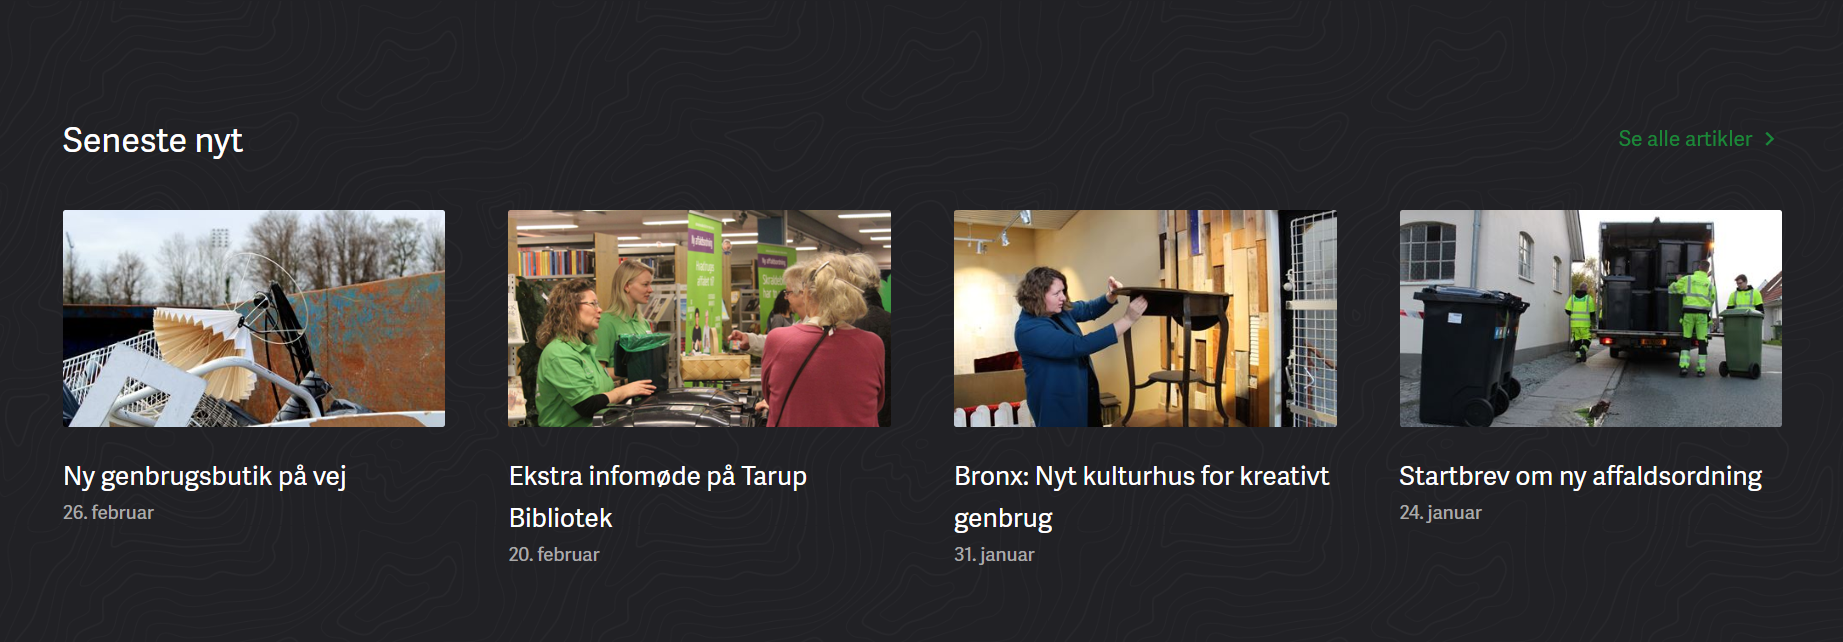 Seneste nyt
Se alle artikler
Ny genbrugsbutik på vej
26. februar
Ekstra infomøde på Tarup
Bibliotek
20. februar
Bronx: Nyt kulturhus for kreativt
genbrug
31. januar
Startbrev om ny affaldsordning
24. januar